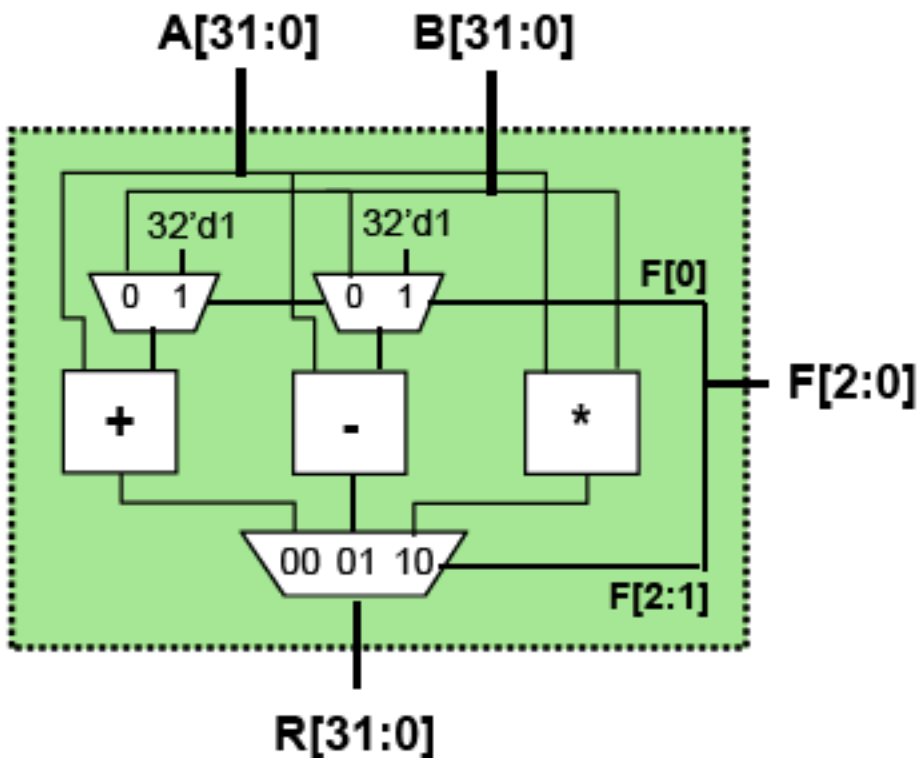 A[31:0] B[31:0]
32'd1 32'd1
F[0]
0 1 0 1
F[2:0]
+ - *
00 01 10
F[2:1]
R[31:0]